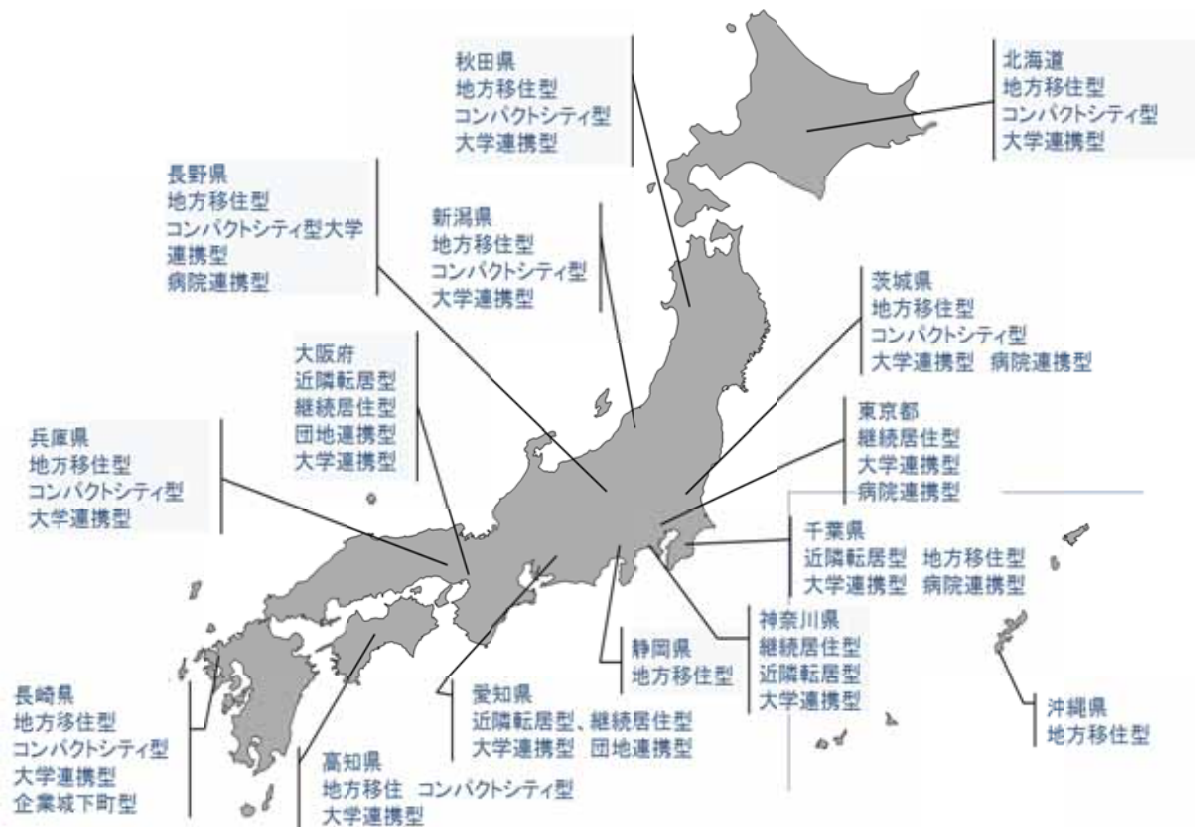 秋田県
地方移住型
コンパクトシティ型
大学連携型
北海道
地方移住型
コンパクトシティ型
大学連携型
長野県
地方移住型
コンパクトシティ型大学
連携型
病院連携型
新潟県
地方移住型
コンパクトシティ型
大学連携型
茨城県
地方移住型
コンパクトシティ型
大学連携型 病院連携型
大阪府
近隣転居型
継続居住型
団地連携型
大学連携型
東京都
継続居住型
大学連携型
病院連携型
兵庫県
地方移住型
コンパクトシティ型
大学連携型
千葉県
近隣転居型 地方移住型
大学連携型 病院連携型
神奈川県
継続居住型
近隣転居型
大学連携型
静岡県
地方移住型
愛知県
近隣転居型、継続居住型
大学連携型 団地連携型
沖縄県
地方移住型
長崎県
地方移住型
コンパクトシティ型
大学連携型
企業城下町型
高知県
地方移住 コンパクトシティ型
大学連携型